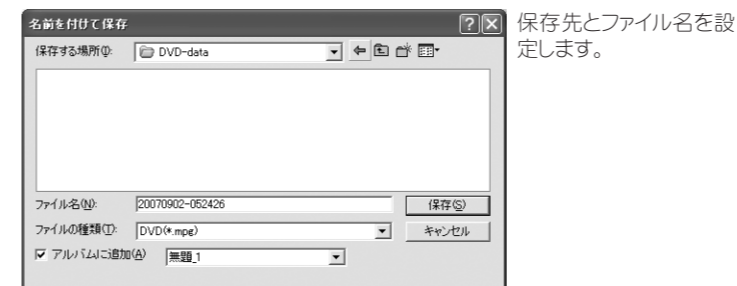 名前を付けて保存
保存する場所(I):
DVD-data
ファイル名(N):
20070902-052426
保存(S)
ファイルの種類(T):
DVD(*.mpg)
キャンセル
アルバムに追加(A)
無題_1
保存先とファイル名を設
定します。